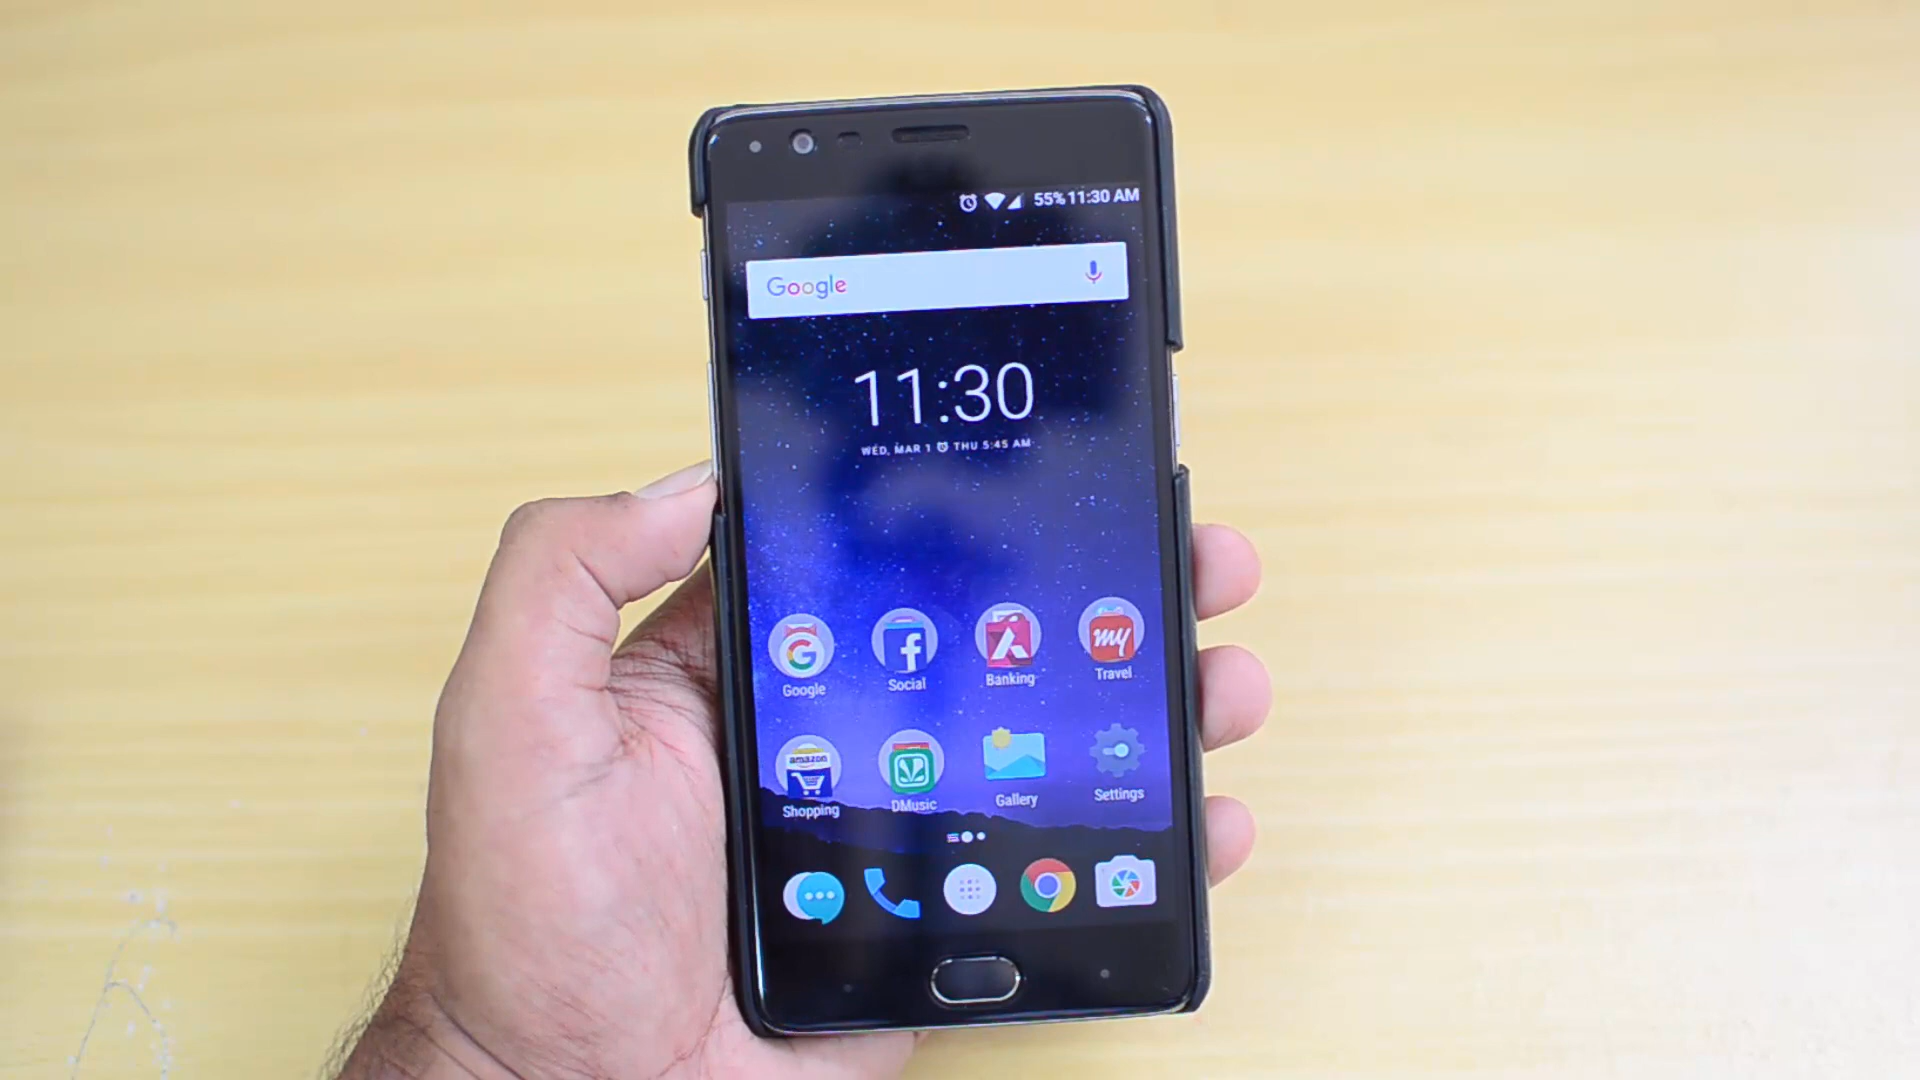 55% 11:30 AM
Google
11:30
WED, MAR 1 THU 5:45 AM
G f my
Google Social Banking Travel
amazon
Shopping DMusic Gallery Settings